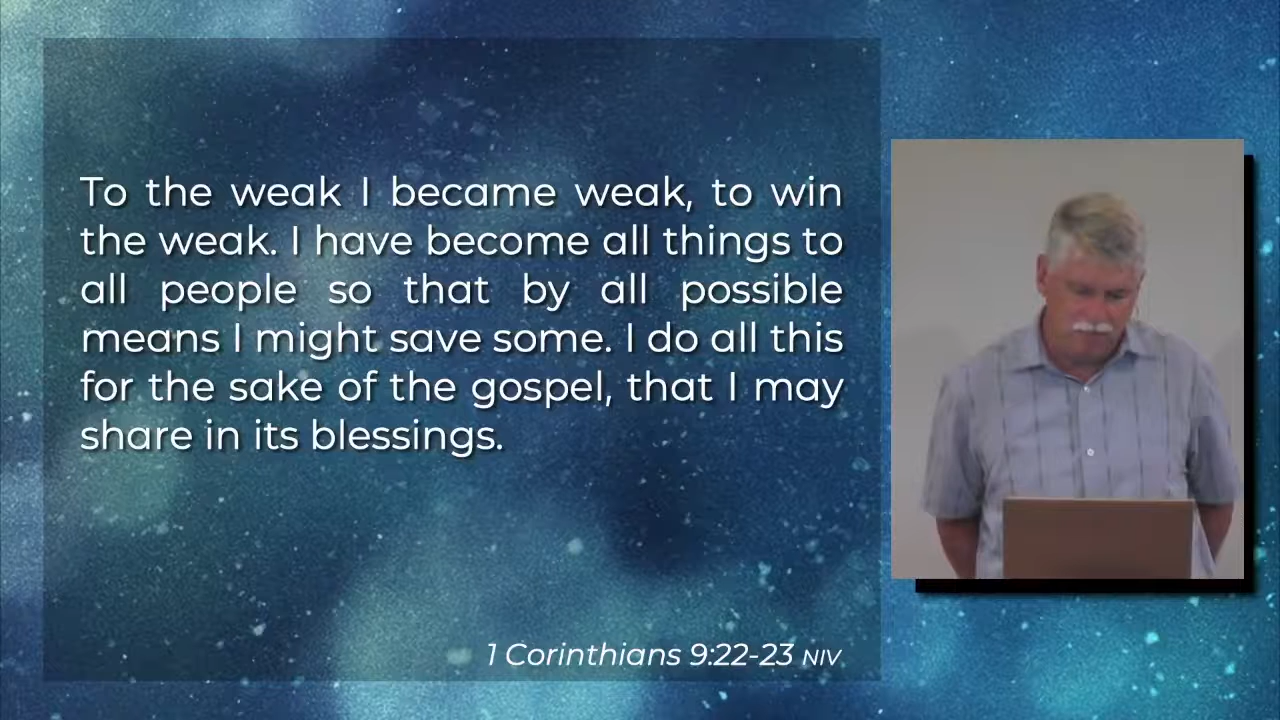 To the weak I became weak, to win
the weak. I have become all things to
all people so that by all possible
means I might save some. I do all this
for the sake of the gospel, that I may
share in its blessings.
1 Corinthians 9:22-23 NIV